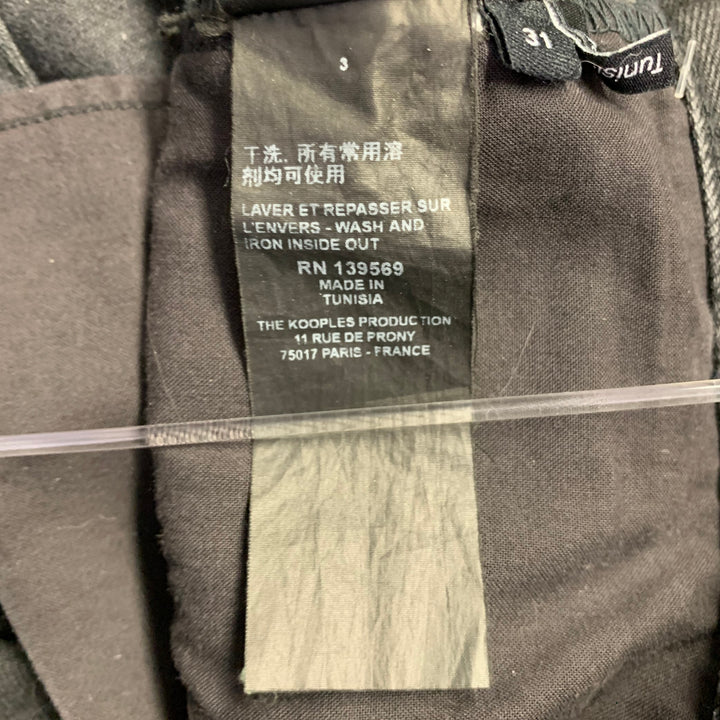 3
干洗, 所有常用溶
剂均可使用
LAVER ET REPASSER SUR
L'ENVERS - WASH AND
IRON INSIDE OUT
RN 139569
MADE IN
TUNISIA
THE KOOPLES PRODUCTION
11 RUE DE PRONY
75017 PARIS - FRANCE
31
Tunisi